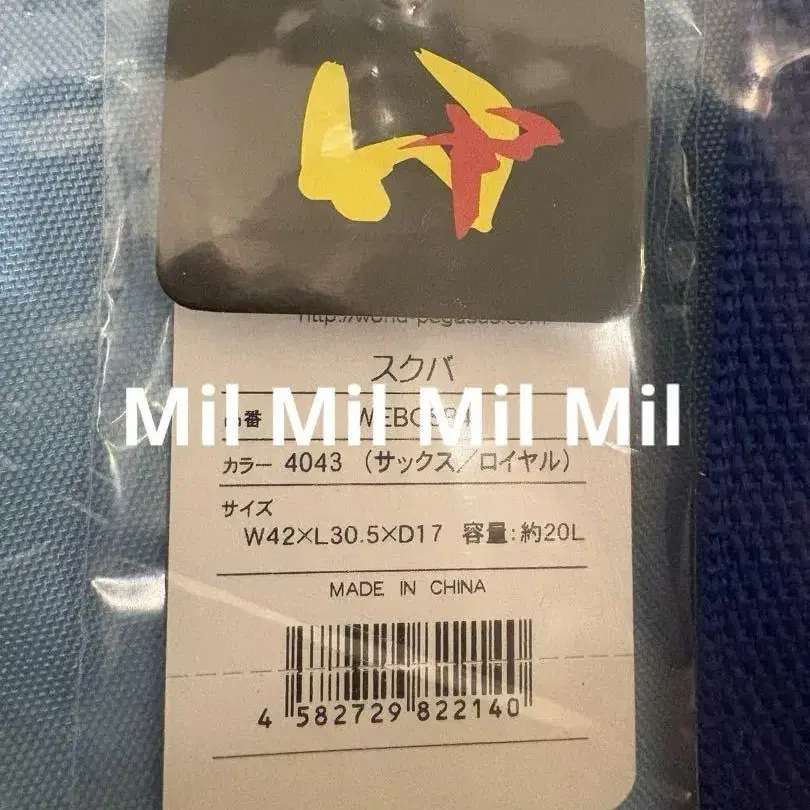 http://world-pegasus.com/
スクバ
Mil Mil Mil Mil
品番
カラー 4043 (サックス/ロイヤル)
サイズ
W42×L30.5×D17 容量:約20L
MADE IN CHINA
4 582729 822140